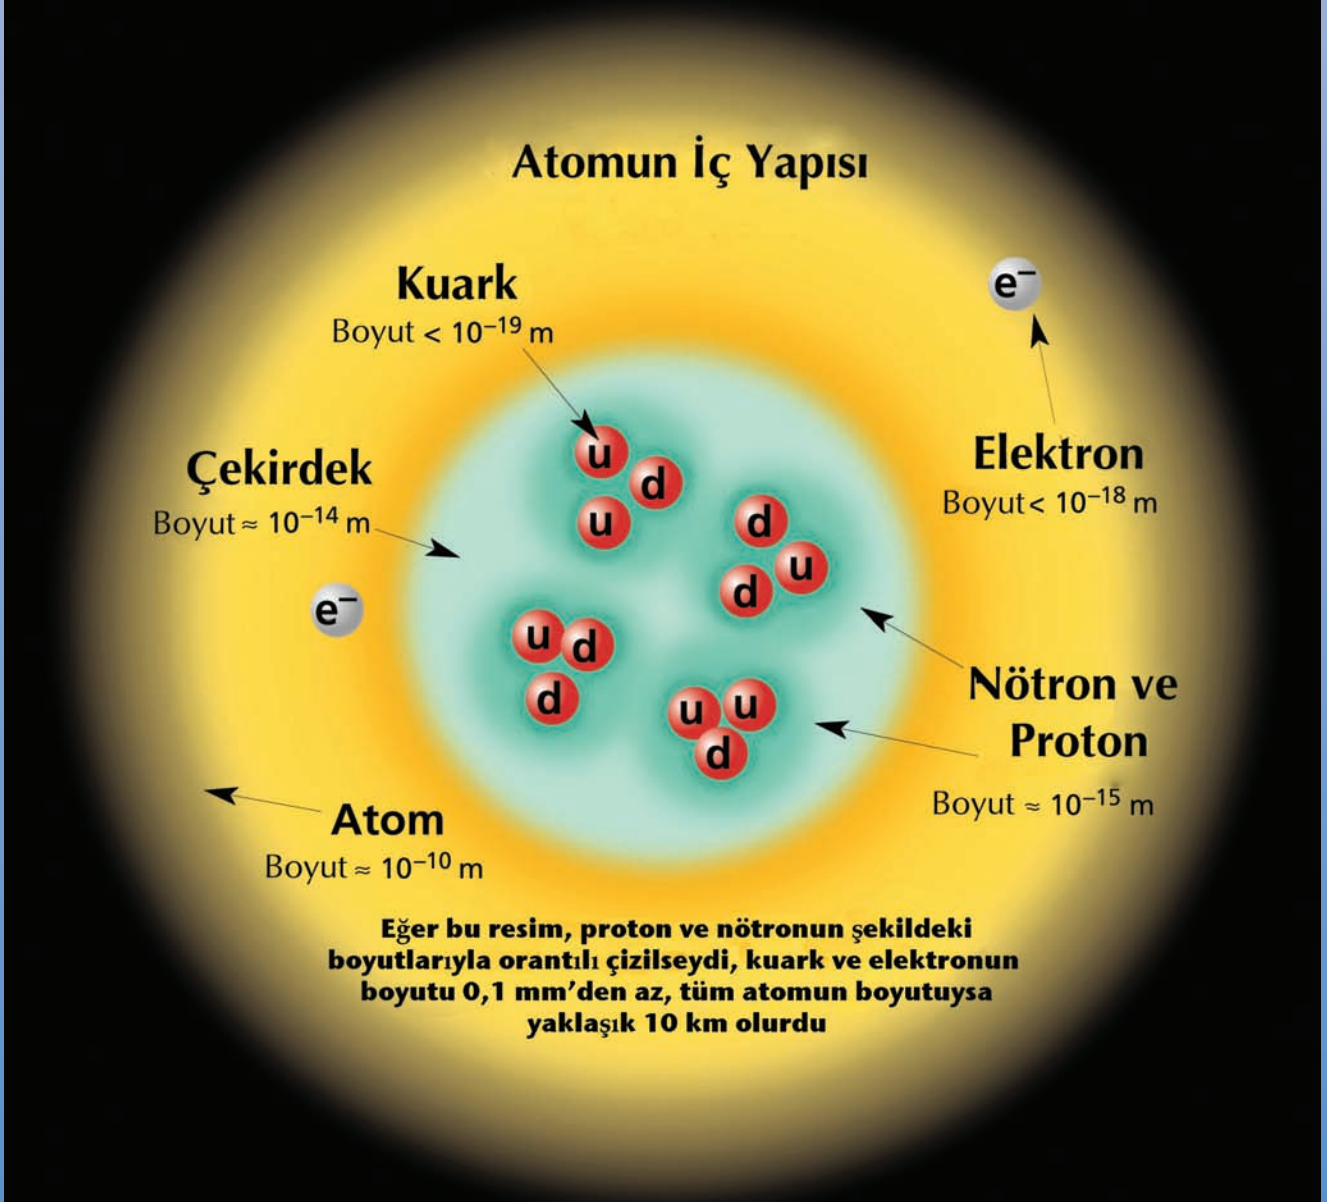 Atomun İç Yapısı
Kuark
Boyut < 10⁻¹⁹ m
e⁻
Elektron
Boyut< 10⁻¹⁸ m
Çekirdek
Boyut ≈ 10⁻¹⁴ m
u
d
u
d
u
d
e⁻
u d
d
u u
d
Nötron ve
Proton
Boyut ≈ 10⁻¹⁵ m
Atom
Boyut ≈ 10⁻¹⁰ m
Eğer bu resim, proton ve nötronun şekildeki
boyutlarıyla orantılı çizilseydi, kuark ve elektronun
boyutu 0,1 mm’den az, tüm atomun boyutuysa
yaklaşık 10 km olurdu